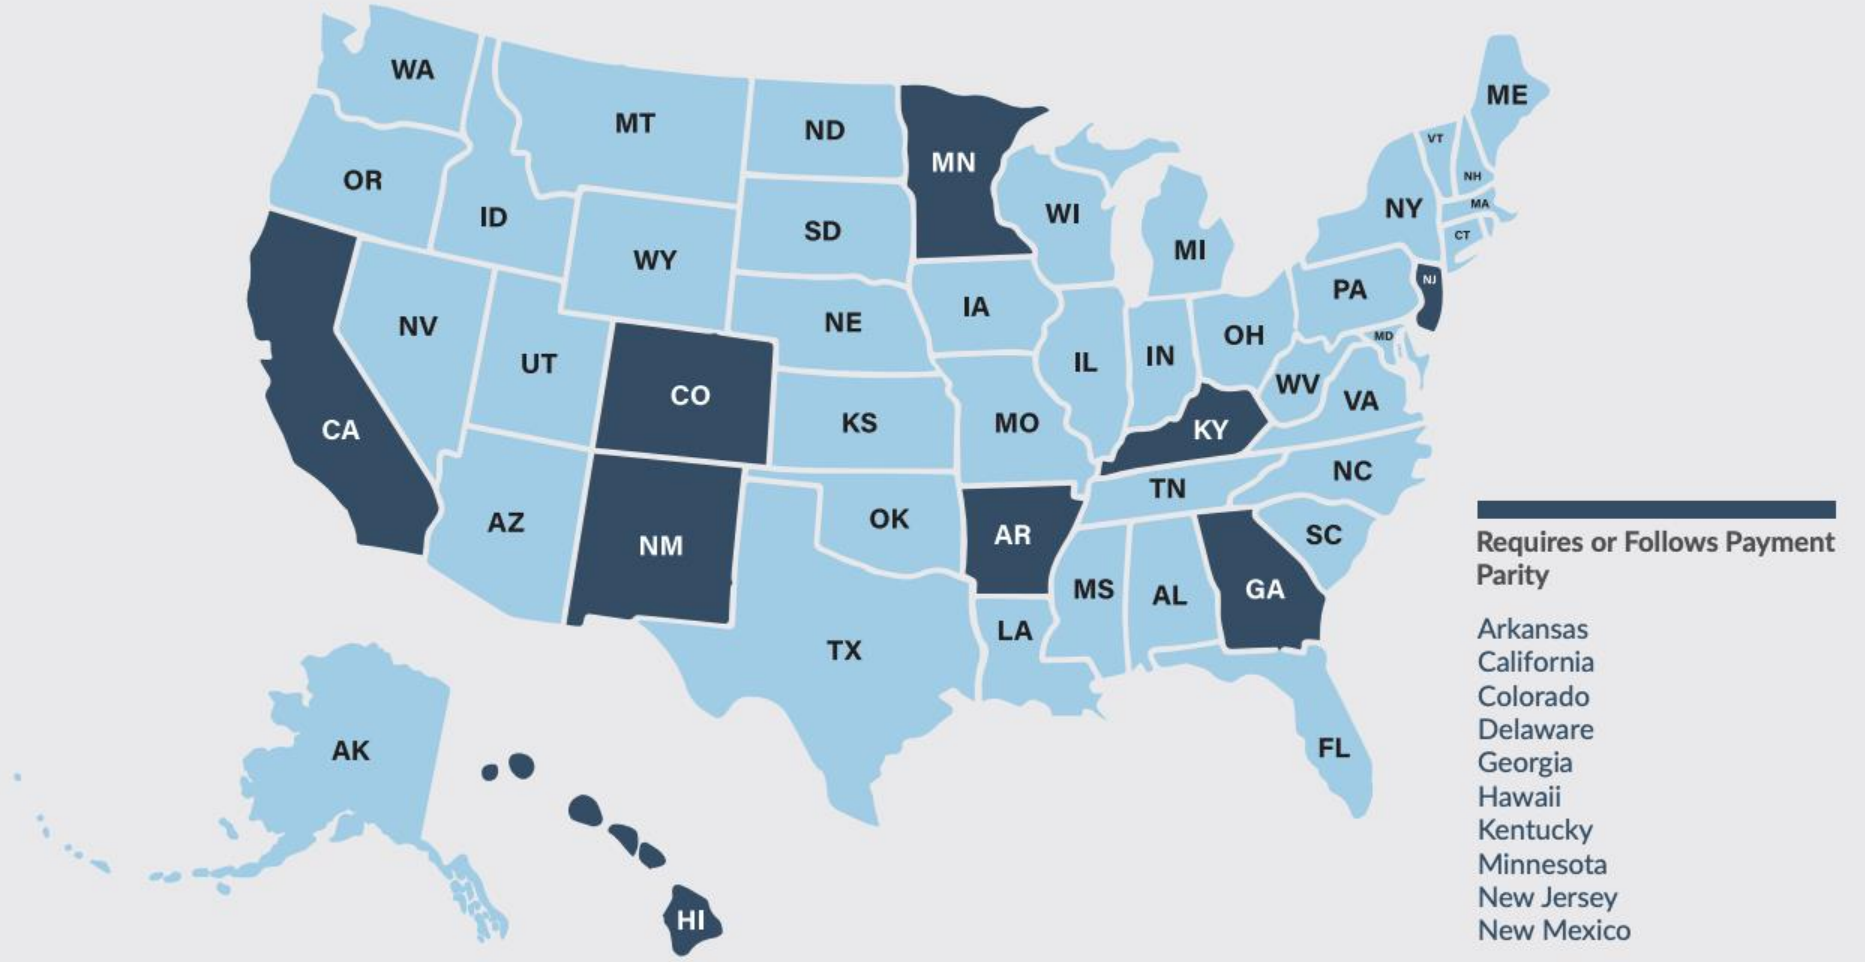 WA
MT
ND
MN
ME
VT
NH
OR
ID
WY
SD
WI
MI
NY
MA
CT
NV
UT
CO
NE
IA
IL
IN
OH
PA
NJ
MD
CA
KS
MO
KY
WV
VA
AZ
NM
OK
AR
TN
NC
SC
TX
LA
MS
AL
GA
FL
AK
HI
Requires or Follows Payment
Parity
Arkansas
California
Colorado
Delaware
Georgia
Hawaii
Kentucky
Minnesota
New Jersey
New Mexico